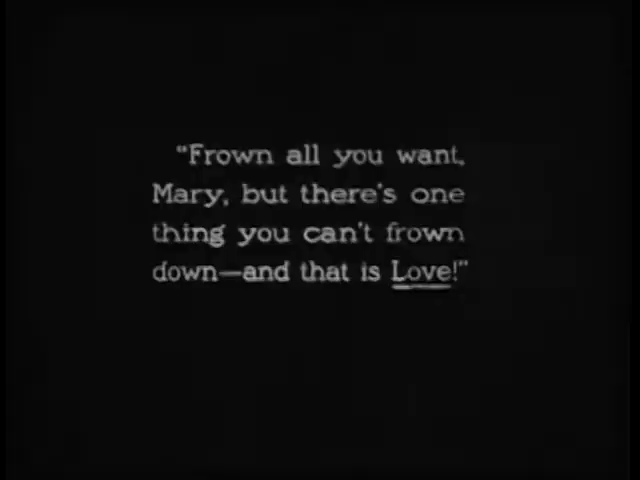 "Frown all you want,
Mary, but there's one
thing you can't frown
down—and that is Love!"